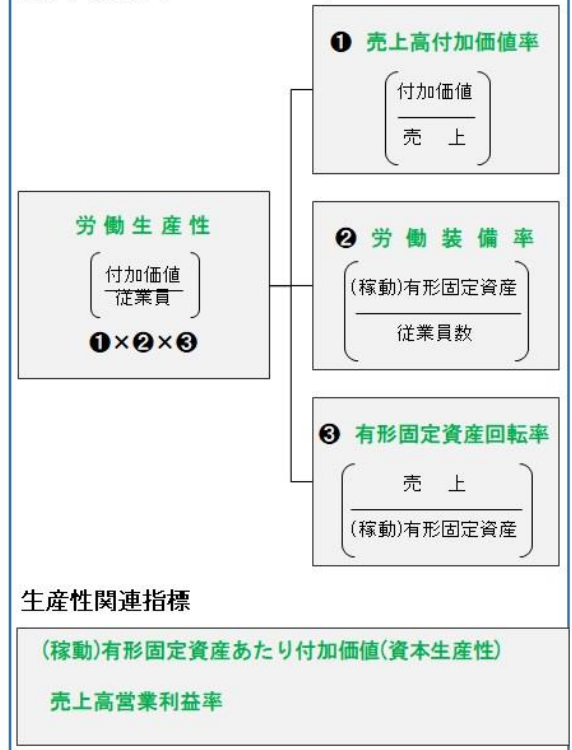 ❶ 売上高付加価値率
付加価値
売 上
労働生産性
付加価値
従業員
❶×❷×❸
❷ 労働装備率
(稼動)有形固定資産
従業員数
❸ 有形固定資産回転率
売 上
(稼動)有形固定資産
生産性関連指標
(稼動)有形固定資産あたり付加価値(資本生産性)
売上高営業利益率